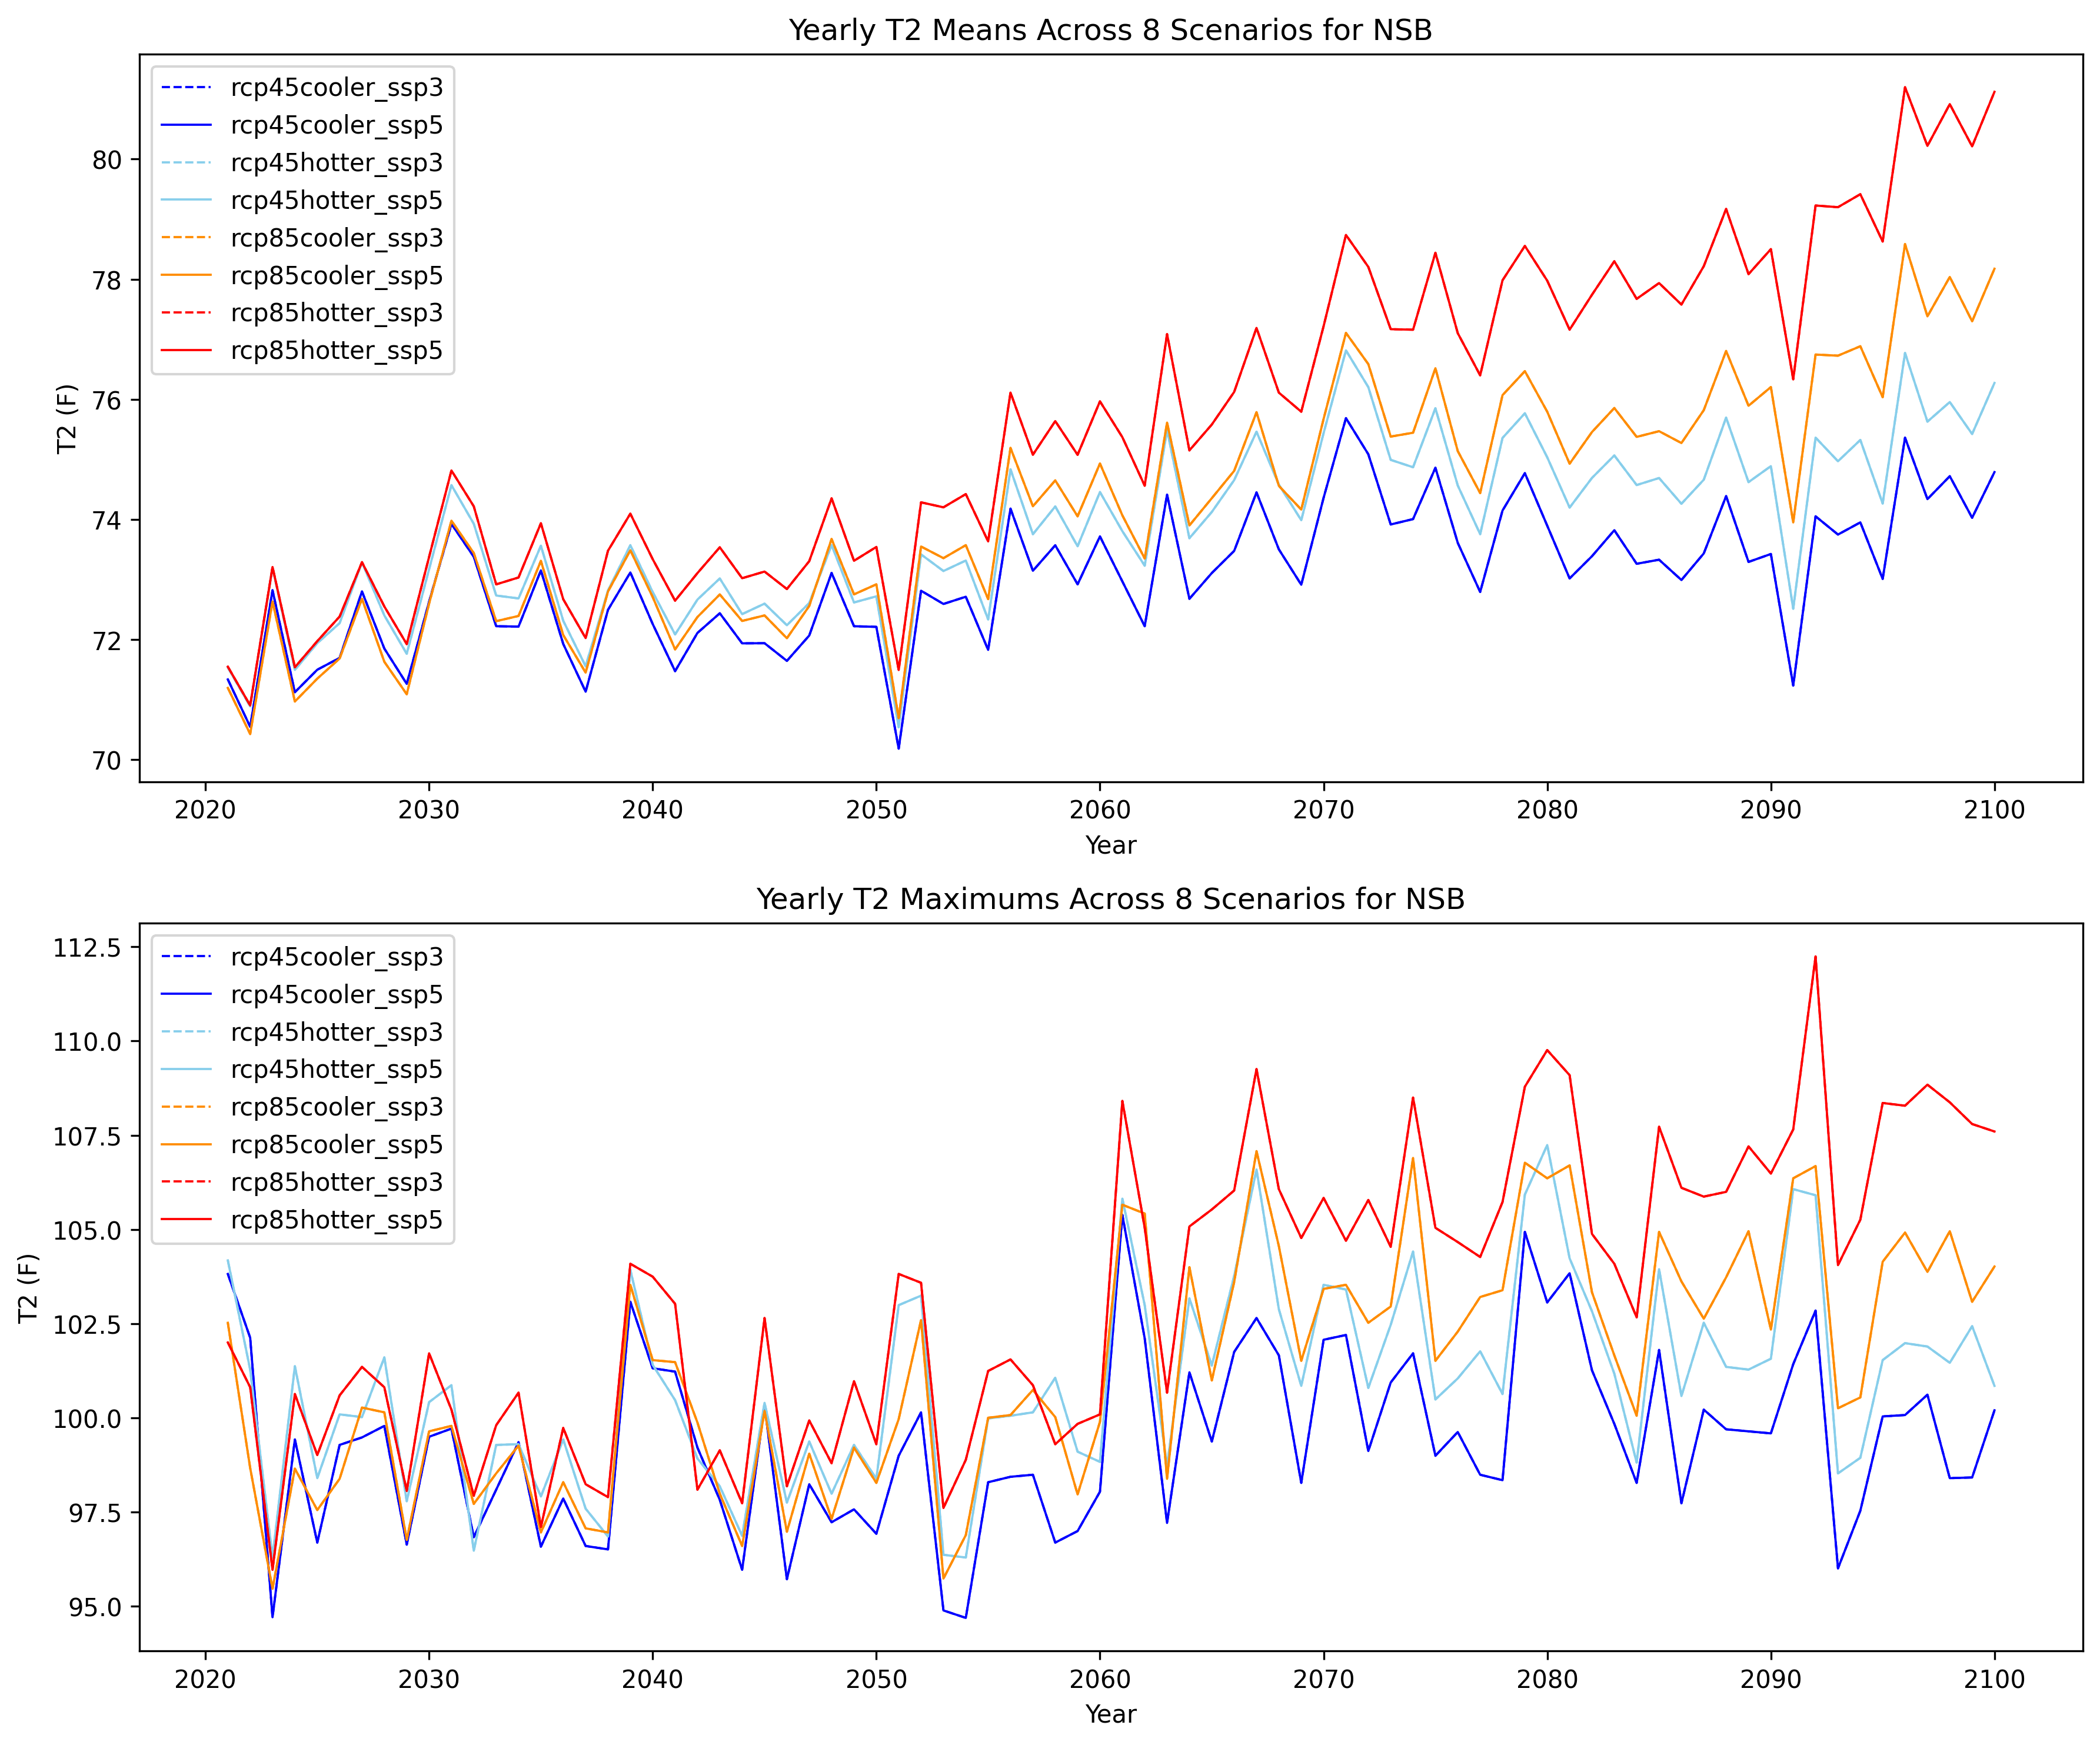 Yearly T2 Means Across 8 Scenarios for NSB
rcp45cooler_ssp3
rcp45cooler_ssp5
rcp45hotter_ssp3
rcp45hotter_ssp5
rcp85cooler_ssp3
rcp85cooler_ssp5
rcp85hotter_ssp3
rcp85hotter_ssp5
80
78
76
74
72
70
T2 (F)
2020 2030 2040 2050 2060 2070 2080 2090 2100
Year
Yearly T2 Maximums Across 8 Scenarios for NSB
rcp45cooler_ssp3
rcp45cooler_ssp5
rcp45hotter_ssp3
rcp45hotter_ssp5
rcp85cooler_ssp3
rcp85cooler_ssp5
rcp85hotter_ssp3
rcp85hotter_ssp5
112.5
110.0
107.5
105.0
102.5
100.0
97.5
95.0
T2 (F)
2020 2030 2040 2050 2060 2070 2080 2090 2100
Year